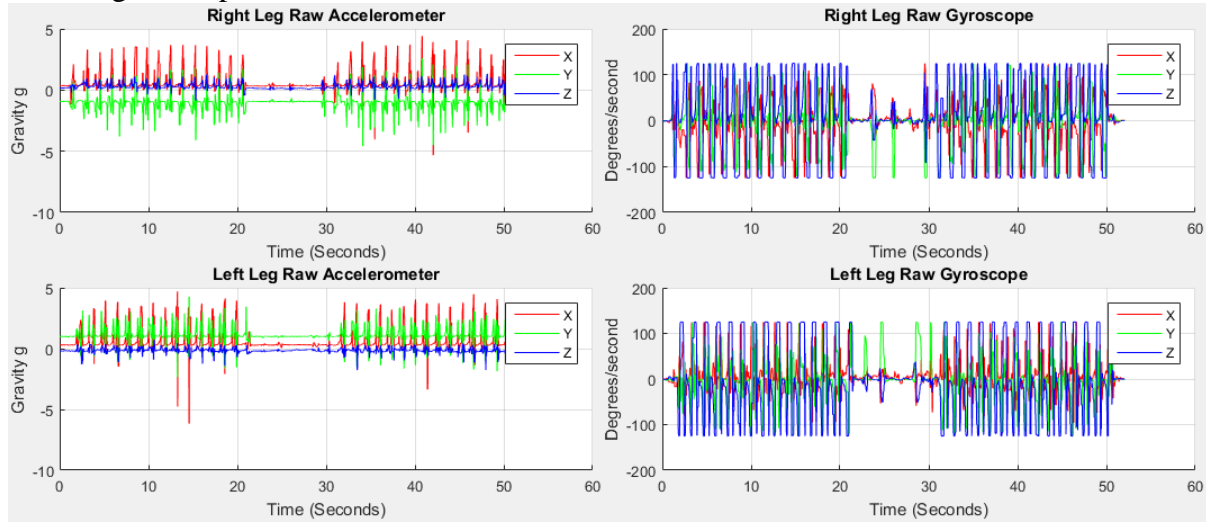 Right Leg Raw Accelerometer
5
0
-5
-10
Gravity g
0 10 20 30 40 50 60
Time (Seconds)
X
Y
Z
Right Leg Raw Gyroscope
200
100
0
-100
-200
Degrees/second
0 10 20 30 40 50 60
Time (Seconds)
X
Y
Z
Left Leg Raw Accelerometer
5
0
-5
-10
Gravity g
0 10 20 30 40 50 60
Time (Seconds)
X
Y
Z
Left Leg Raw Gyroscope
200
100
0
-100
-200
Degrees/second
0 10 20 30 40 50 60
Time (Seconds)
X
Y
Z